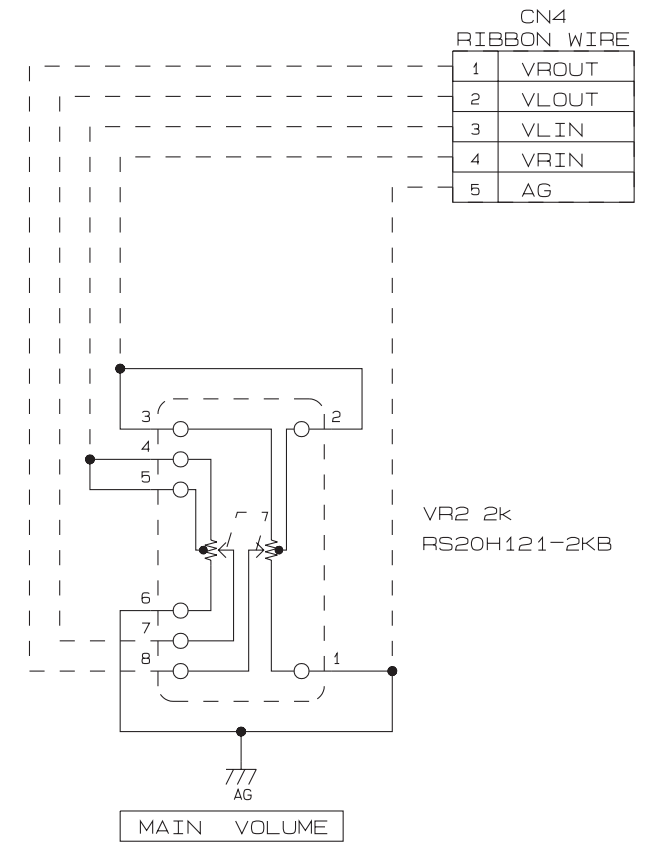 CN4
RIBBON WIRE
1 VROUT
2 VLOUT
3 VLIN
4 VRIN
5 AG
3 2
4
5
VR2 2K
RS20H121-2KB
6
7
8 1
AG
MAIN VOLUME